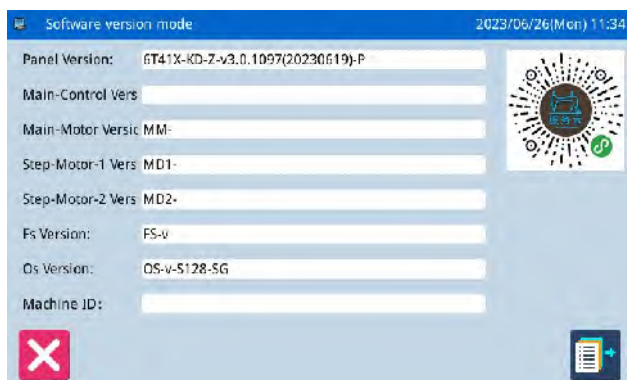 Software version mode 2023/06/26(Mon) 11:34
Panel Version: 6T41X-KD-Z-v3.0.1097(20230619)-P
Main-Control Vers
Main-Motor Versic MM-
Step-Motor-1 Vers MD1-
Step-Motor-2 Vers MD2-
Fs Version: FS-v
Os Version: OS-v-S128-SG
Machine ID: